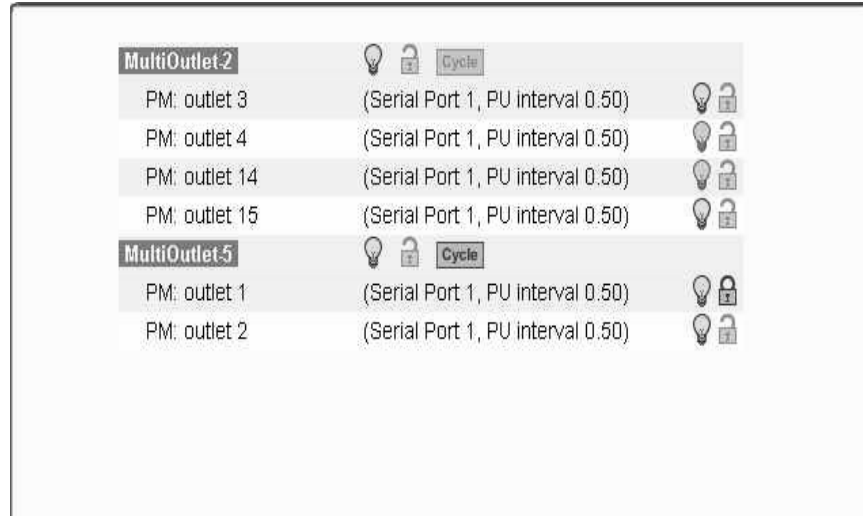 MultiOutlet-2 Cycle
PM: outlet 3 (Serial Port 1, PU interval 0.50)
PM: outlet 4 (Serial Port 1, PU interval 0.50)
PM: outlet 14 (Serial Port 1, PU interval 0.50)
PM: outlet 15 (Serial Port 1, PU interval 0.50)
MultiOutlet-5 Cycle
PM: outlet 1 (Serial Port 1, PU interval 0.50)
PM: outlet 2 (Serial Port 1, PU interval 0.50)